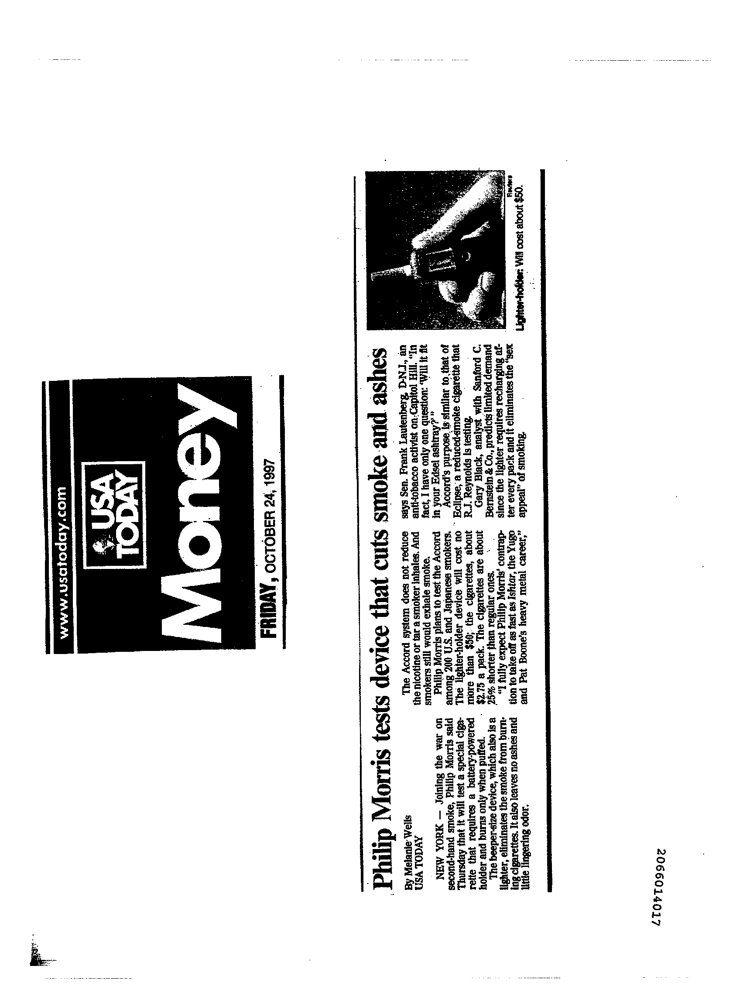 www.usatoday.com
USA
TODAY
Money
FRIDAY, OCTOBER 24, 1997
Philip Morris tests device that cuts smoke and ashes
By Melanie Wells
USA TODAY
NEW YORK — Joining the war on
second-hand smoke, Philip Morris said
Thursday that it will test a special ciga-
rette that requires a battery-powered
holder and burns only when puffed.
The beeper-size device, which also is a
lighter, eliminates the smoke from burn-
ing cigarettes. It also leaves no ashes and
little lingering odor.
The Accord system does not reduce
the nicotine or tar a smoker inhales. And
smokers still would exhale smoke.
Philip Morris plans to test the Accord
among 200 U.S. and Japanese smokers.
The lighter-holder device will cost no
more than $50; the cigarettes, about
$2.75 a pack. The cigarettes are about
25% shorter than regular ones.
"I fully expect Philip Morris' contrap-
tion to take off as fast as Ishtar, the Yugo
and Pat Boone's heavy metal career,"
says Sen. Frank Lautenberg, D-N.J., an
anti-tobacco activist on Capitol Hill. "In
fact, I have only one question: 'Will it fit
in your Edsel ashtray?' "
Accord's purpose is similar to that of
Eclipse, a reduced-smoke cigarette that
R.J. Reynolds is testing.
Gary Black, analyst with Sanford C.
Bernstein & Co., predicts limited demand
since the lighter requires recharging af-
ter every pack and it eliminates the "sex
appeal" of smoking.
Reuters
Lighter-holder: Will cost about $50.
2066014017